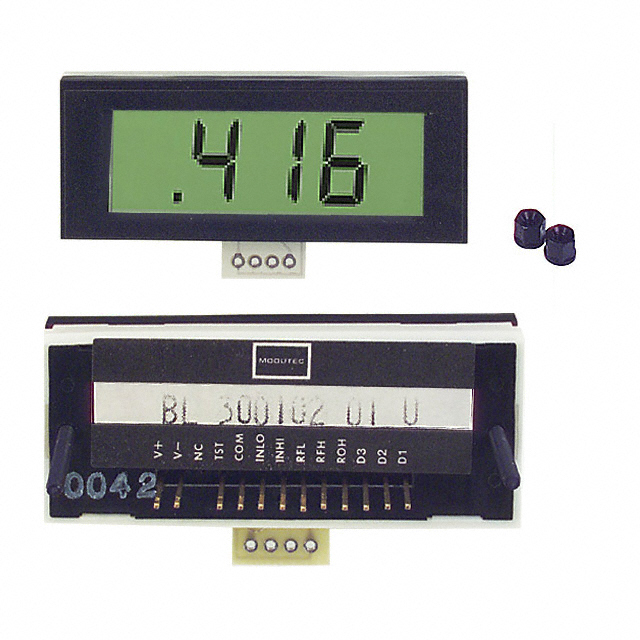 .416
MODUTEC
BL 300102 01 U
V+ V– NC TST COM INLO INHI RFL RFH ROH D3 D2 D1
0042